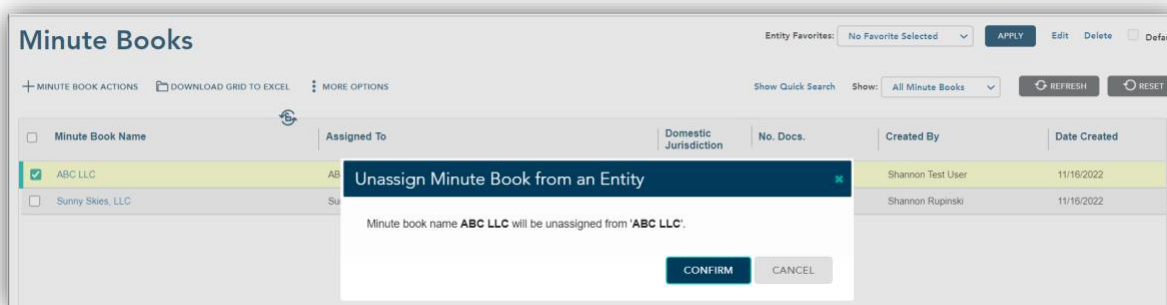 Minute Books
Entity Favorites: No Favorite Selected APPLY Edit Delete
MINUTE BOOK ACTIONS DOWNLOAD GRID TO EXCEL MORE OPTIONS
Show Quick Search Show: All Minute Books REFRESH RESET
Minute Book Name Assigned To Domestic Jurisdiction No. Docs. Created By Date Created
ABC LLC AB Shannon Test User 11/16/2022
Sunny Skies, LLC Su Shannon Rupinski 11/16/2022
Unassign Minute Book from an Entity
Minute book name ABC LLC will be unassigned from 'ABC LLC'.
CONFIRM CANCEL